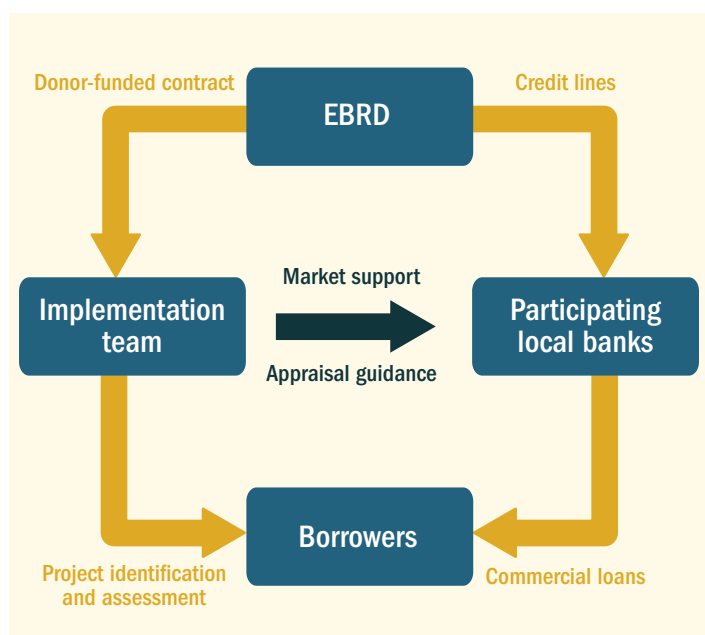 Donor-funded contract
EBRD
Credit lines
Implementation
team
Market support
Appraisal guidance
Participating
local banks
Borrowers
Project identification
and assessment
Commercial loans